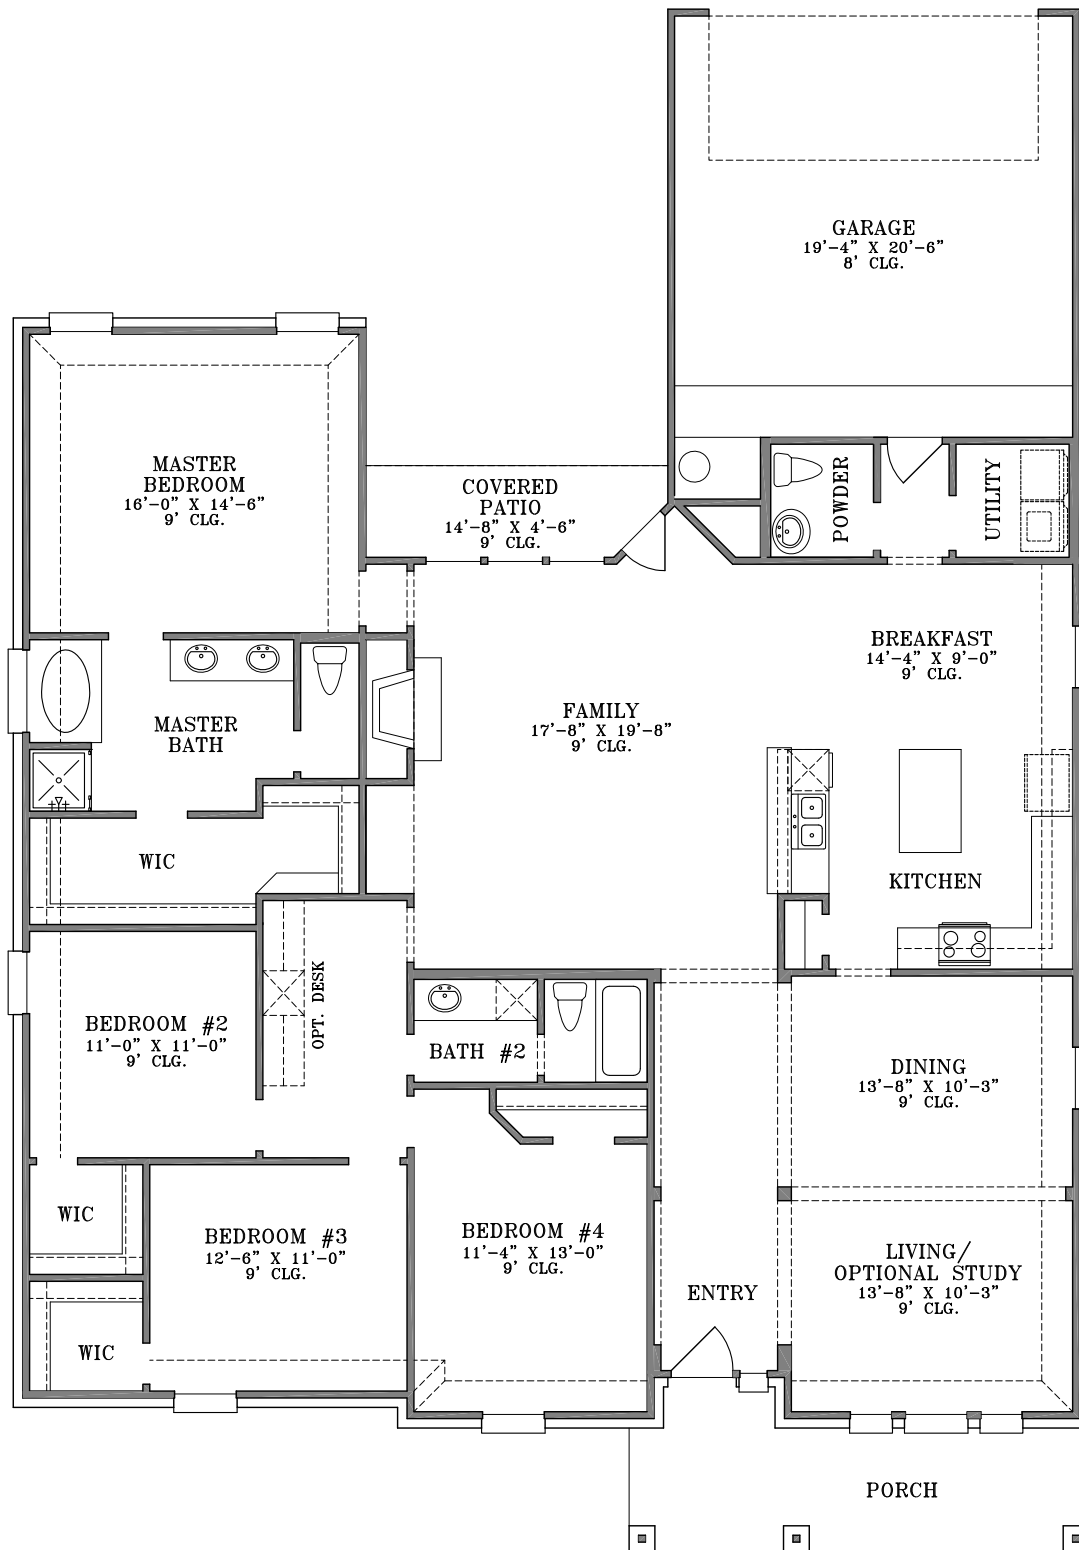 GARAGE
19'-4" X 20'-6"
8' CLG.
MASTER
BEDROOM
16'-0" X 14'-6"
9' CLG.
COVERED
PATIO
14'-8" X 4'-6"
9' CLG.
POWDER
UTILITY
BREAKFAST
14'-4" X 9'-0"
9' CLG.
FAMILY
17'-8" X 19'-8"
9' CLG.
MASTER
BATH
WIC
KITCHEN
OPT. DESK
BEDROOM #2
11'-0" X 11'-0"
9' CLG.
BATH #2
DINING
13'-8" X 10'-3"
9' CLG.
WIC
BEDROOM #3
12'-6" X 11'-0"
9' CLG.
BEDROOM #4
11'-4" X 13'-0"
9' CLG.
LIVING/
OPTIONAL STUDY
13'-8" X 10'-3"
9' CLG.
ENTRY
WIC
PORCH